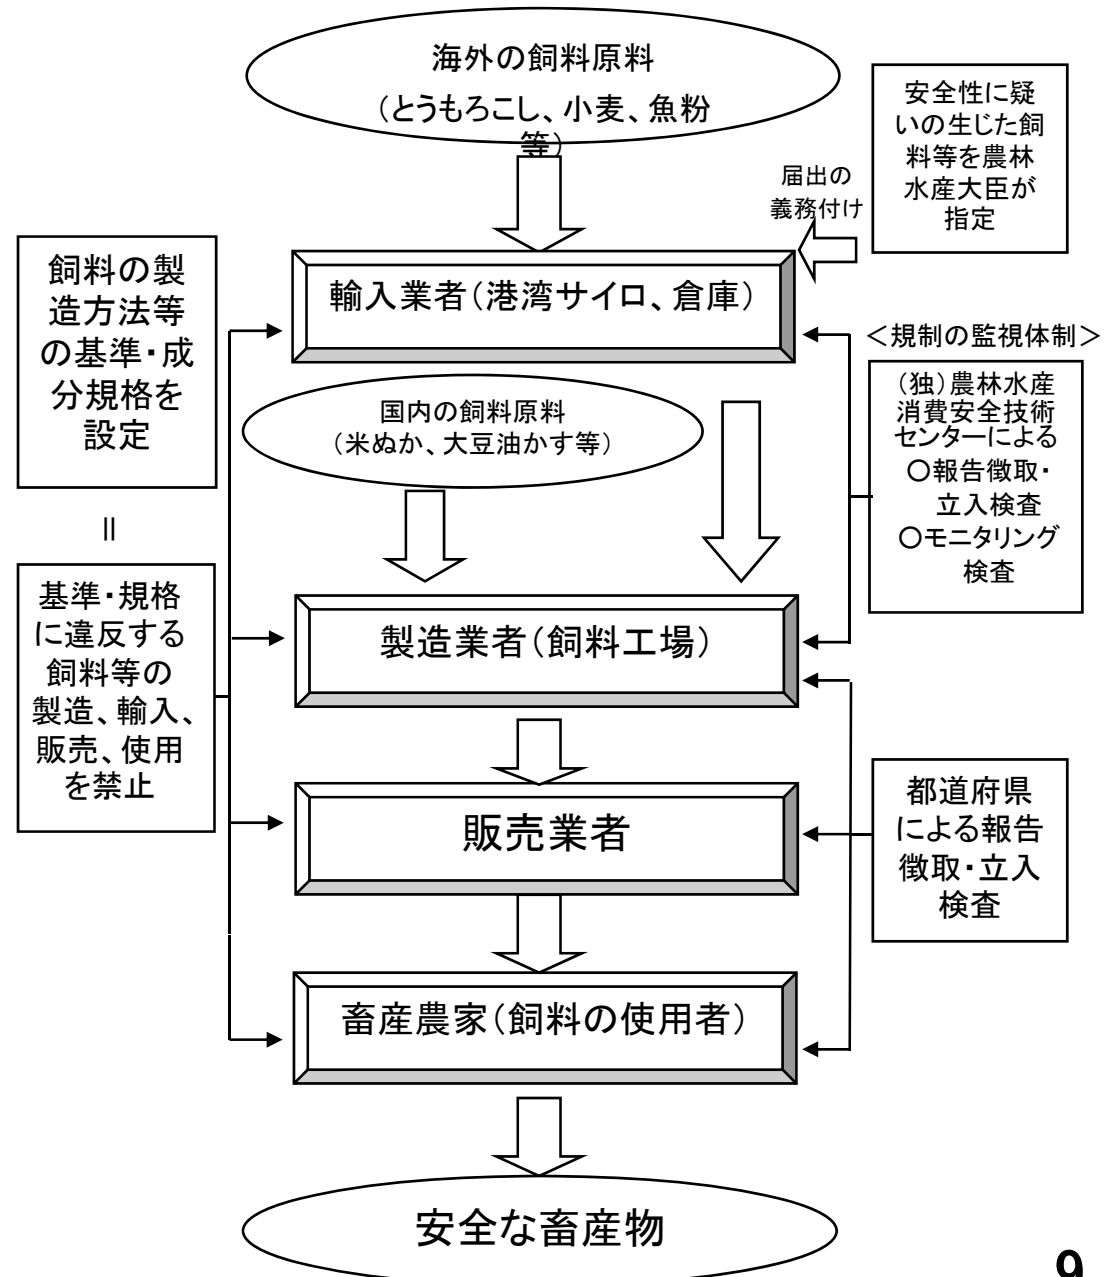 海外の飼料原料
(とうもろこし、小麦、魚粉
等)
安全性に疑
いの生じた飼
料等を農林
水産大臣が
指定
届出の
義務付け
輸入業者(港湾サイロ、倉庫)
飼料の製
造方法等
の基準・成
分規格を
設定
＜規制の監視体制＞
(独)農林水産
消費安全技術
センターによる
○報告徴取・
立入検査
○モニタリング
検査
国内の飼料原料
(米ぬか、大豆油かす等)
＝
基準・規格
に違反する
飼料等の
製造、輸入、
販売、使用
を禁止
製造業者(飼料工場)
販売業者
都道府県
による報告
徴取・立入
検査
畜産農家(飼料の使用者)
安全な畜産物
9